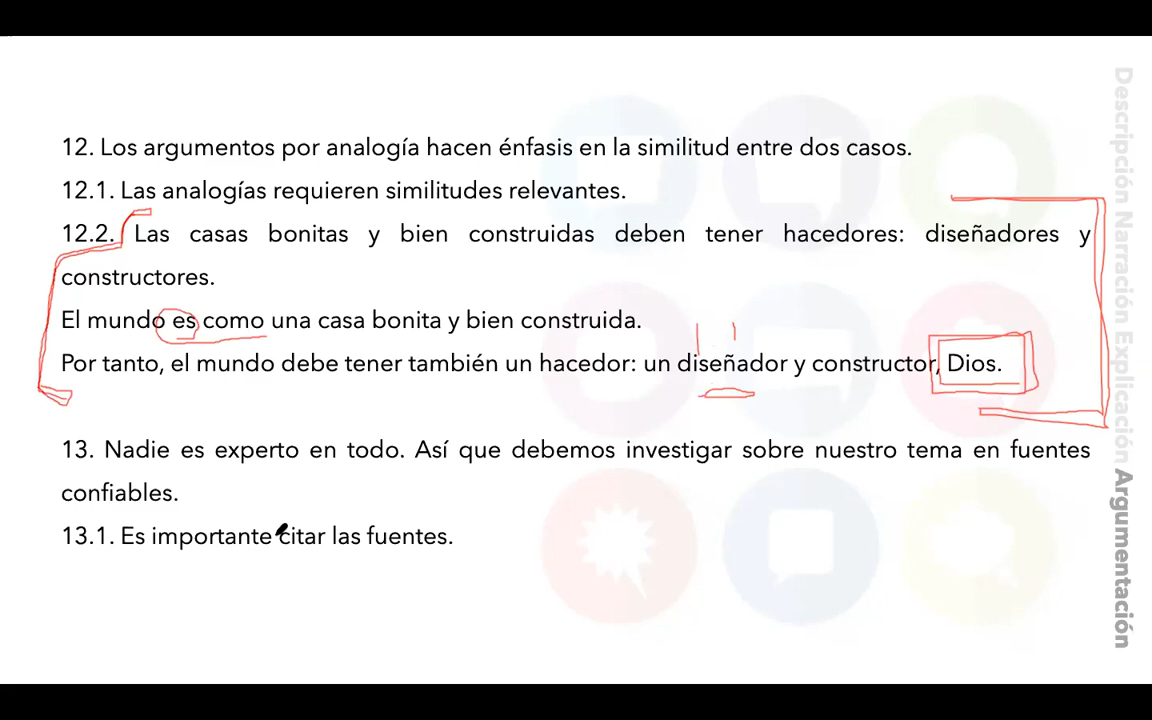 12. Los argumentos por analogía hacen énfasis en la similitud entre dos casos.
12.1. Las analogías requieren similitudes relevantes.
12.2. Las casas bonitas y bien construidas deben tener hacedores: diseñadores y
constructores.
El mundo es como una casa bonita y bien construida.
Por tanto, el mundo debe tener también un hacedor: un diseñador y constructor, Dios.
13. Nadie es experto en todo. Así que debemos investigar sobre nuestro tema en fuentes
confiables.
13.1. Es importante citar las fuentes.
Descripción Narración Explicación Argumentación